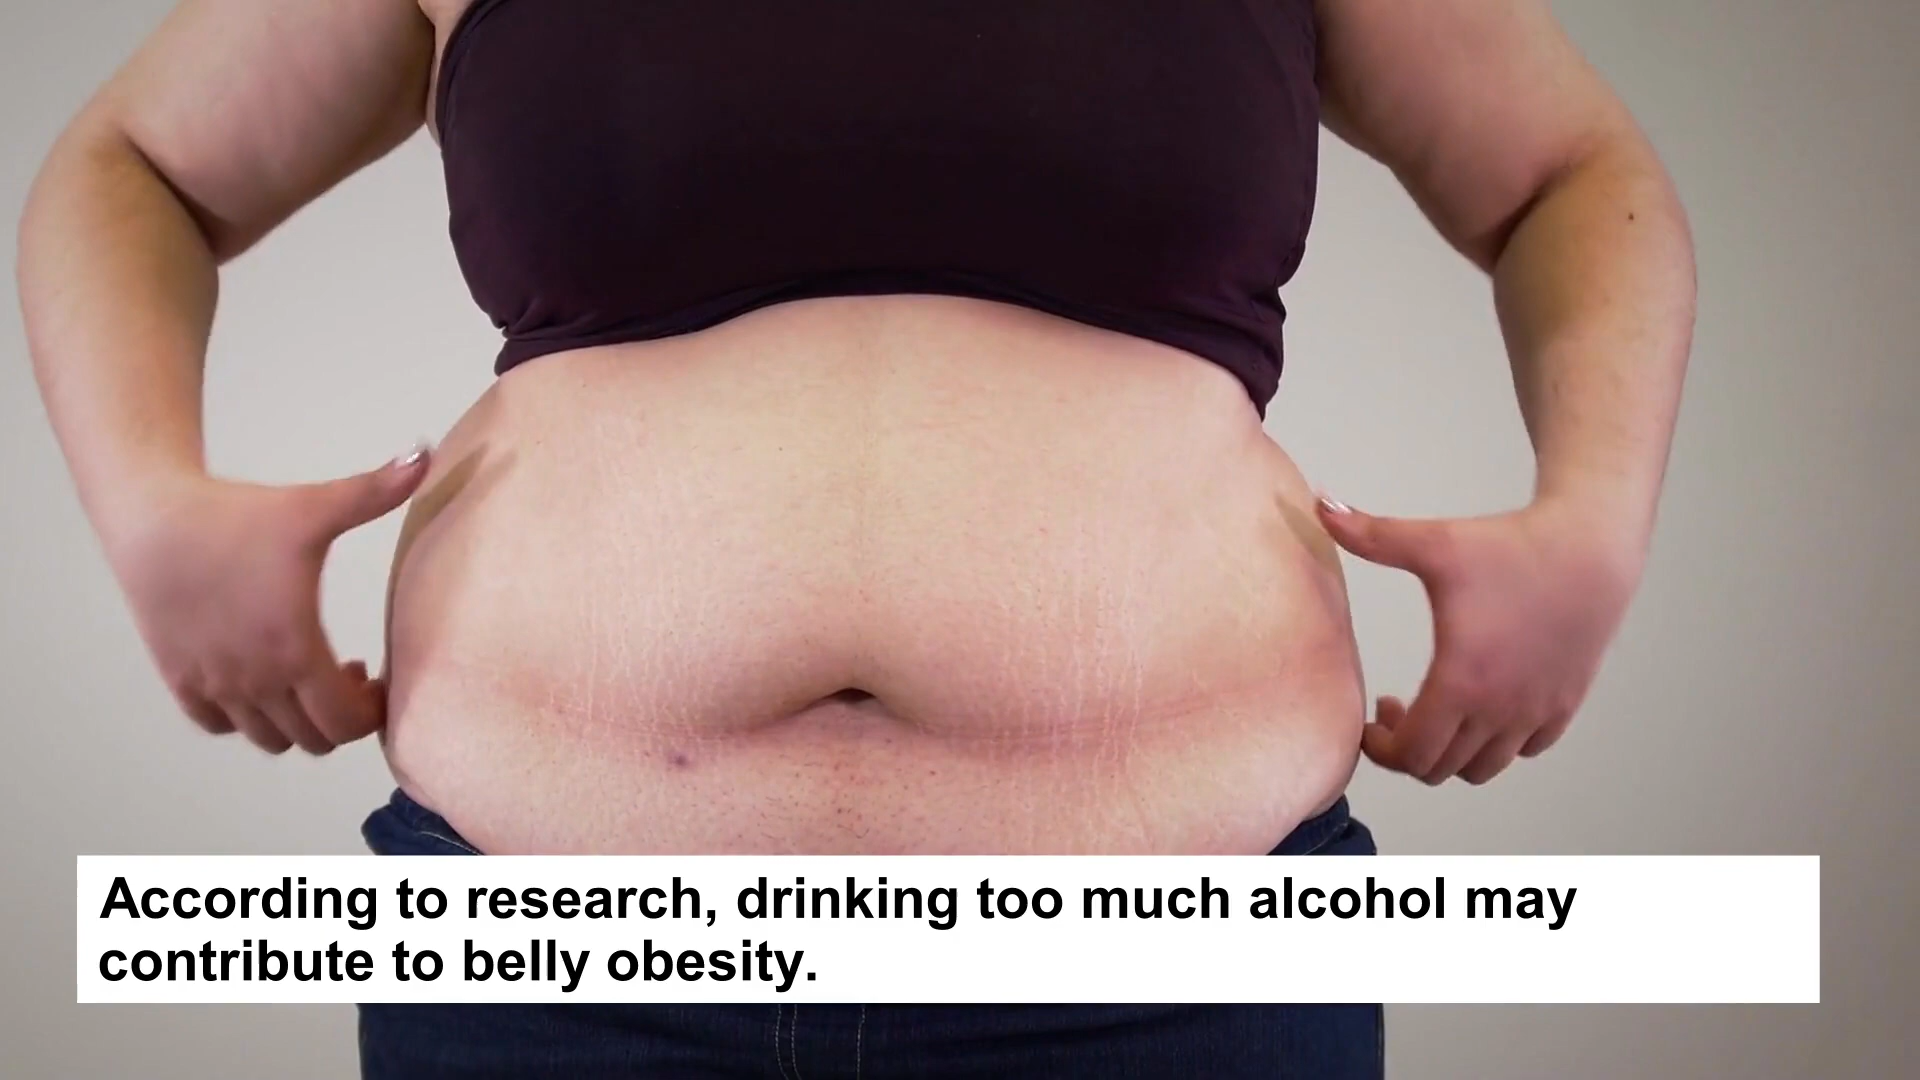 According to research, drinking too much alcohol may
contribute to belly obesity.